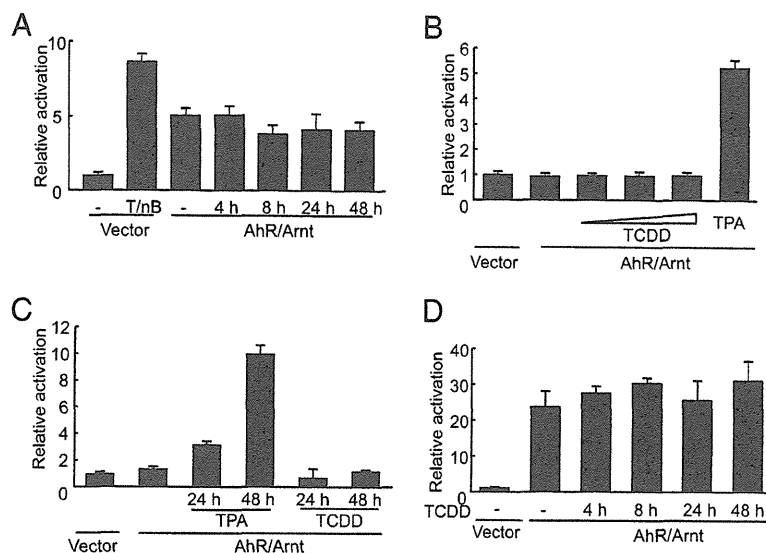 A
Relative activation
10
5
0
- T/nB - 4 h 8 h 24 h 48 h
Vector AhR/Arnt
B
Relative activation
6
5
4
3
2
1
0
TCDD TPA
Vector AhR/Arnt
C
Relative activation
12
10
8
6
4
2
0
24 h 48 h 24 h 48 h
TPA TCDD
Vector AhR/Arnt
D
Relative activation
40
30
20
10
0
TCDD - - 4 h 8 h 24 h 48 h
Vector AhR/Arnt